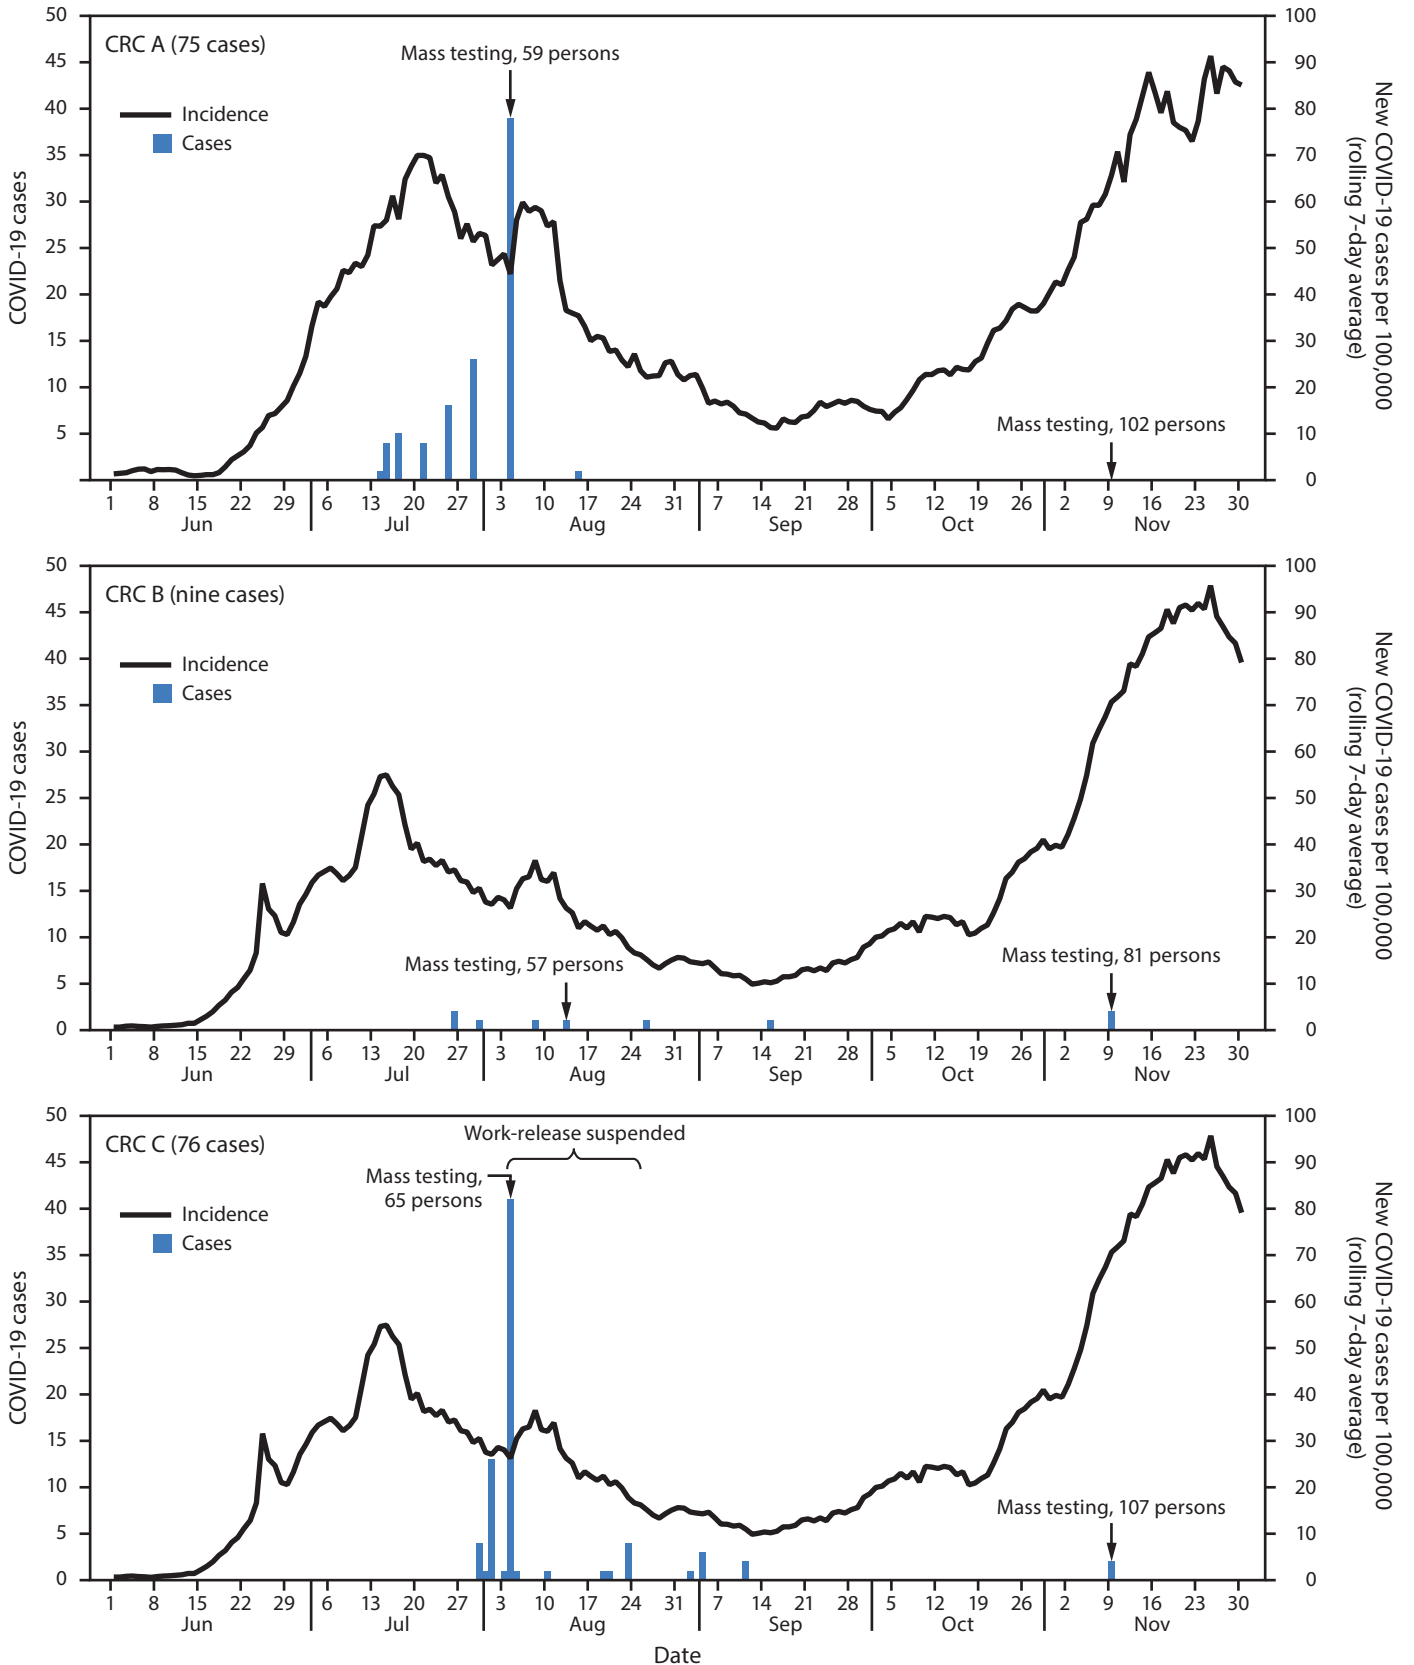 CRC A (75 cases)
Mass testing, 59 persons
Incidence
Cases
Mass testing, 102 persons
COVID-19 cases
50
45
40
35
30
25
20
15
10
5
100
90
80
70
60
50
40
30
20
10
0
New COVID-19 cases per 100,000
(rolling 7-day average)
1 8 15 22 29 6 13 20 27 3 10 17 24 31 7 14 21 28 5 12 19 26 2 9 16 23 30
Jun Jul Aug Sep Oct Nov
CRC B (nine cases)
Incidence
Cases
Mass testing, 57 persons
Mass testing, 81 persons
COVID-19 cases
50
45
40
35
30
25
20
15
10
5
0
100
90
80
70
60
50
40
30
20
10
0
New COVID-19 cases per 100,000
(rolling 7-day average)
1 8 15 22 29 6 13 20 27 3 10 17 24 31 7 14 21 28 5 12 19 26 2 9 16 23 30
Jun Jul Aug Sep Oct Nov
CRC C (76 cases)
Work-release suspended
Mass testing,
65 persons
Incidence
Cases
Mass testing, 107 persons
COVID-19 cases
50
45
40
35
30
25
20
15
10
5
0
100
90
80
70
60
50
40
30
20
10
0
New COVID-19 cases per 100,000
(rolling 7-day average)
1 8 15 22 29 6 13 20 27 3 10 17 24 31 7 14 21 28 5 12 19 26 2 9 16 23 30
Jun Jul Aug Sep Oct Nov
Date